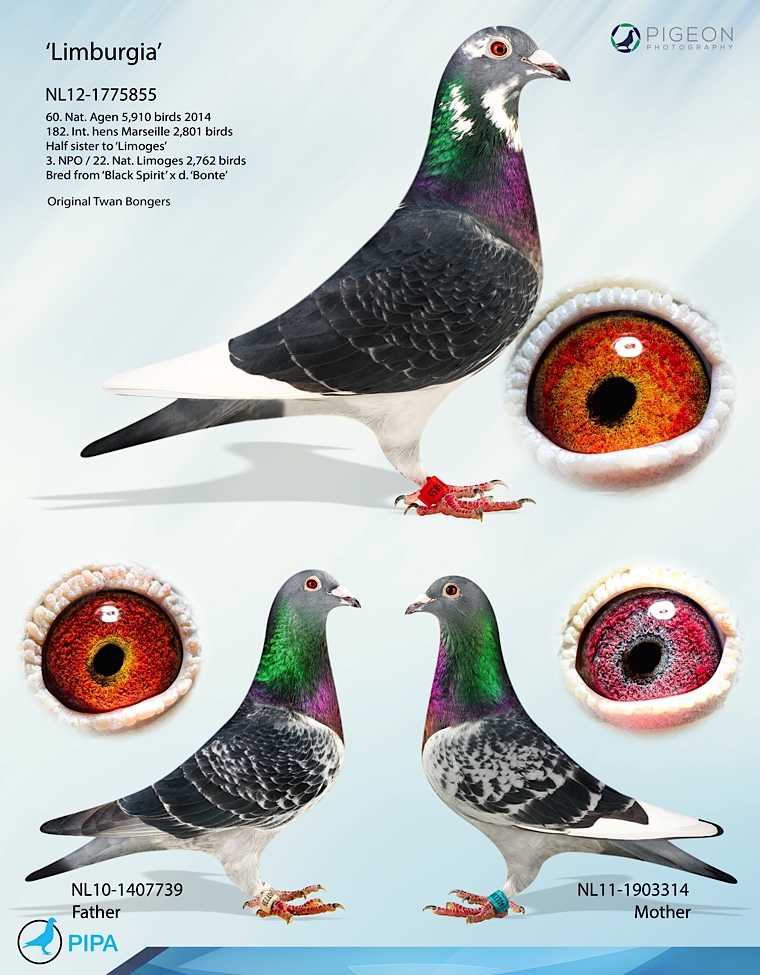 'Limburgia'
PIGEON
PHOTOGRAPHY
NL12-1775855
60. Nat. Agen 5,910 birds 2014
182. Int. hens Marseille 2,801 birds
Half sister to 'Limoges'
3. NPO / 22. Nat. Limoges 2,762 birds
Bred from 'Black Spirit' x d. 'Bonte'
Original Twan Bongers
NL10-1407739
Father
NL11-1903314
Mother
PIPA